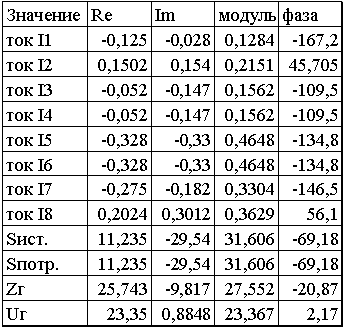 Значение Re Im модуль фаза
ток I1 -0,125 -0,028 0,1284 -167,2
ток I2 0,1502 0,154 0,2151 45,705
ток I3 -0,052 -0,147 0,1562 -109,5
ток I4 -0,052 -0,147 0,1562 -109,5
ток I5 -0,328 -0,33 0,4648 -134,8
ток I6 -0,328 -0,33 0,4648 -134,8
ток I7 -0,275 -0,182 0,3304 -146,5
ток I8 0,2024 0,3012 0,3629 56,1
Sист. 11,235 -29,54 31,606 -69,18
Sпотр. 11,235 -29,54 31,606 -69,18
Zг 25,743 -9,817 27,552 -20,87
Uг 23,35 0,8848 23,367 2,17